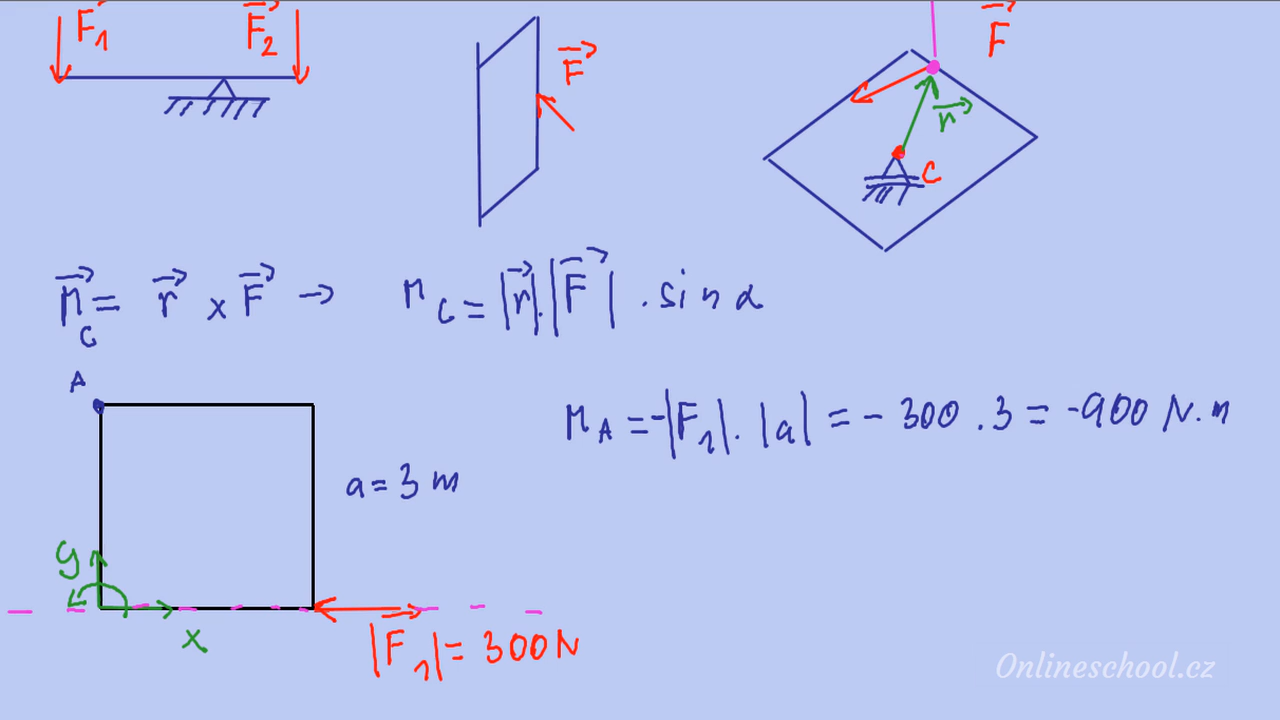 F₁
F₂
F
F
r
C
M_C = r × F → M_C = |r|.|F| . sin α
A
M_A = -|F₁|. |a| = - 300 . 3 = -900 N.m
a = 3 m
y
x
|F₁| = 300 N
Onlineschool.cz